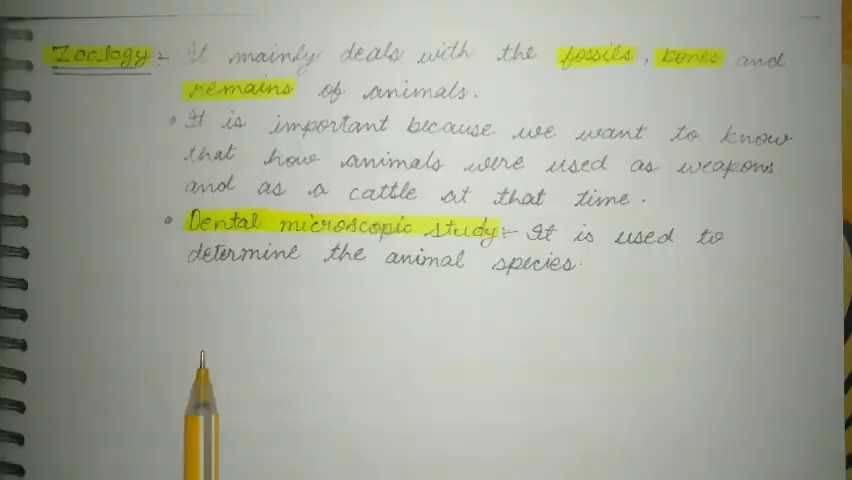 Zoology :- It mainly deals with the fossils, bones and
remains of animals.
• It is important because we want to know
that how animals were used as weapons
and as a cattle at that time.
• Dental microscopic study :- It is used to
determine the animal species.